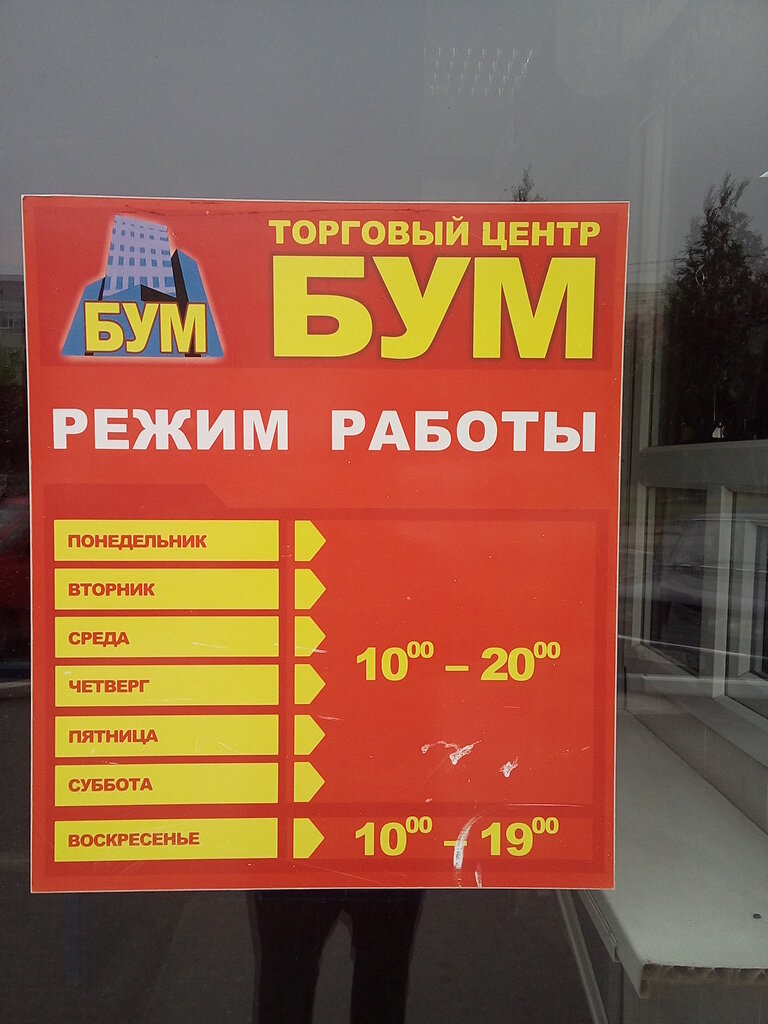 БУМ
ТОРГОВЫЙ ЦЕНТР
БУМ
РЕЖИМ РАБОТЫ
ПОНЕДЕЛЬНИК
ВТОРНИК
СРЕДА
ЧЕТВЕРГ
ПЯТНИЦА
СУББОТА
10⁰⁰ – 20⁰⁰
ВОСКРЕСЕНЬЕ 10⁰⁰ – 19⁰⁰